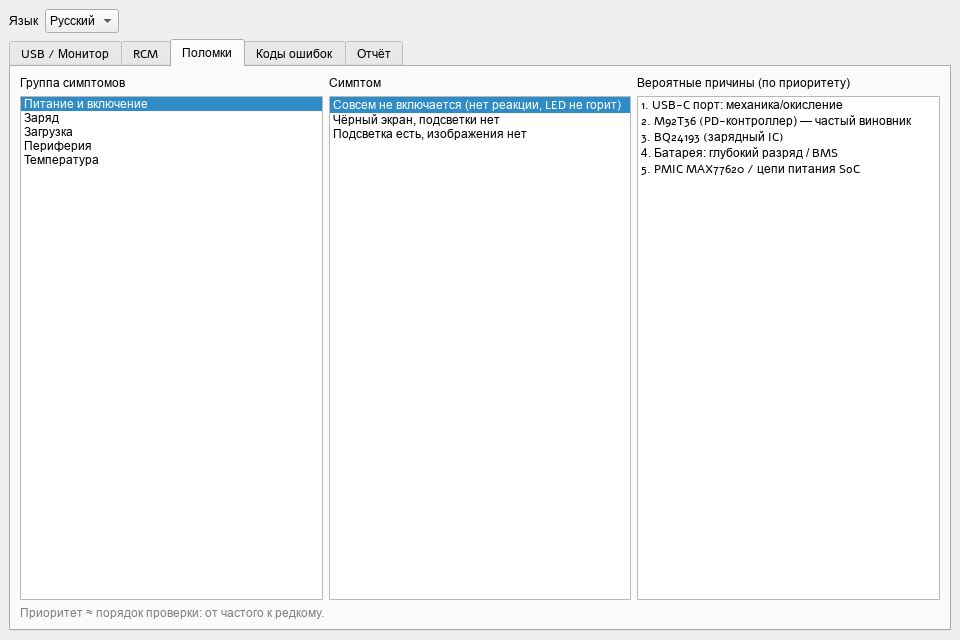 Язык Русский
USB / Монитор RCM Поломки Коды ошибок Отчёт
Группа симптомов
Питание и включение
Заряд
Загрузка
Периферия
Температура
Симптом
Совсем не включается (нет реакции, LED не горит)
Чёрный экран, подсветки нет
Подсветка есть, изображения нет
Вероятные причины (по приоритету)
1. USB-C порт: механика/окисление
2. M92T36 (PD-контроллер) — частый виновник
3. BQ24193 (зарядный IC)
4. Батарея: глубокий разряд / BMS
5. PMIC MAX77620 / цепи питания SoC
Приоритет ≈ порядок проверки: от частого к редкому.